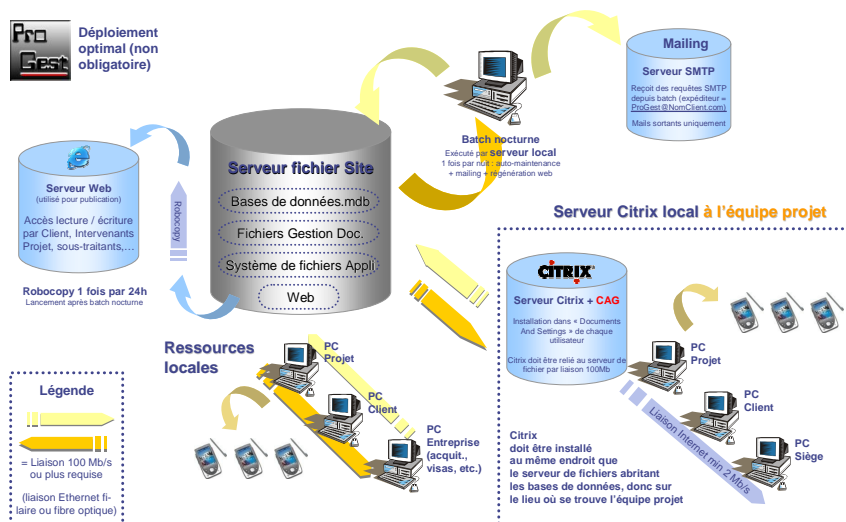 Pro
Gest
Déploiement
optimal (non
obligatoire)
Mailing
Serveur SMTP
Reçoit des requêtes SMTP
depuis batch (expéditeur =
ProGest@NomClient.com)
Mails sortants uniquement
Batch nocturne
Exécuté par serveur local
1 fois par nuit : auto-maintenance
+ mailing + régénération web
Serveur fichier Site
Bases de données.mdb
Fichiers Gestion Doc.
Système de fichiers Appli
Web
Serveur Web
(utilisé pour publication)
Accès lecture / écriture
par Client, Intervenants
Projet, sous-traitants,…
Robocopy
Robocopy 1 fois par 24h
Lancement après batch nocturne
Serveur Citrix local à l'équipe projet
CITRIX
Serveur Citrix + CAG
Installation dans « Documents
And Settings » de chaque
utilisateur
Citrix doit être relié au serveur de
fichier par liaison 100Mb
PC
Projet
PC
Client
PC
Siège
Liaison Internet min 2 Mb/s
Citrix
doit être installé
au même endroit que
le serveur de fichiers abritant
les bases de données, donc sur
le lieu où se trouve l'équipe projet
Ressources
locales
PC
Projet
PC
Client
PC
Entreprise
(acquit.,
visas, etc.)
Légende
= Liaison 100 Mb/s
ou plus requise
(liaison Ethernet fi-
laire ou fibre optique)